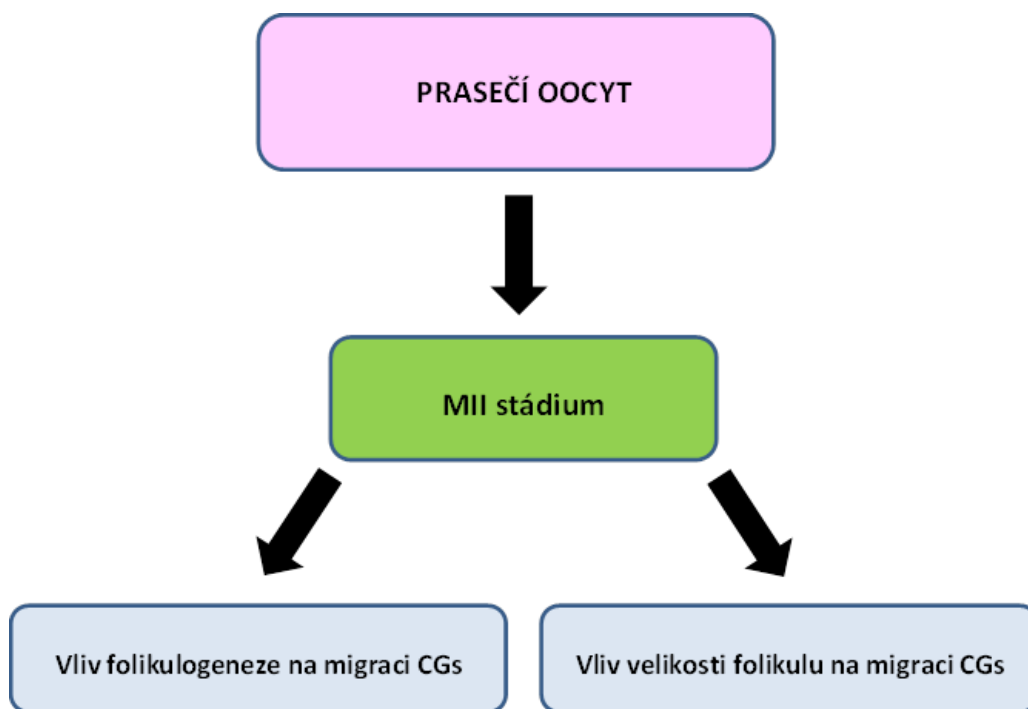 PRASEČÍ OOCYT
MII stádium
Vliv folikulogeneze na migraci CGs
Vliv velikosti folikulu na migraci CGs